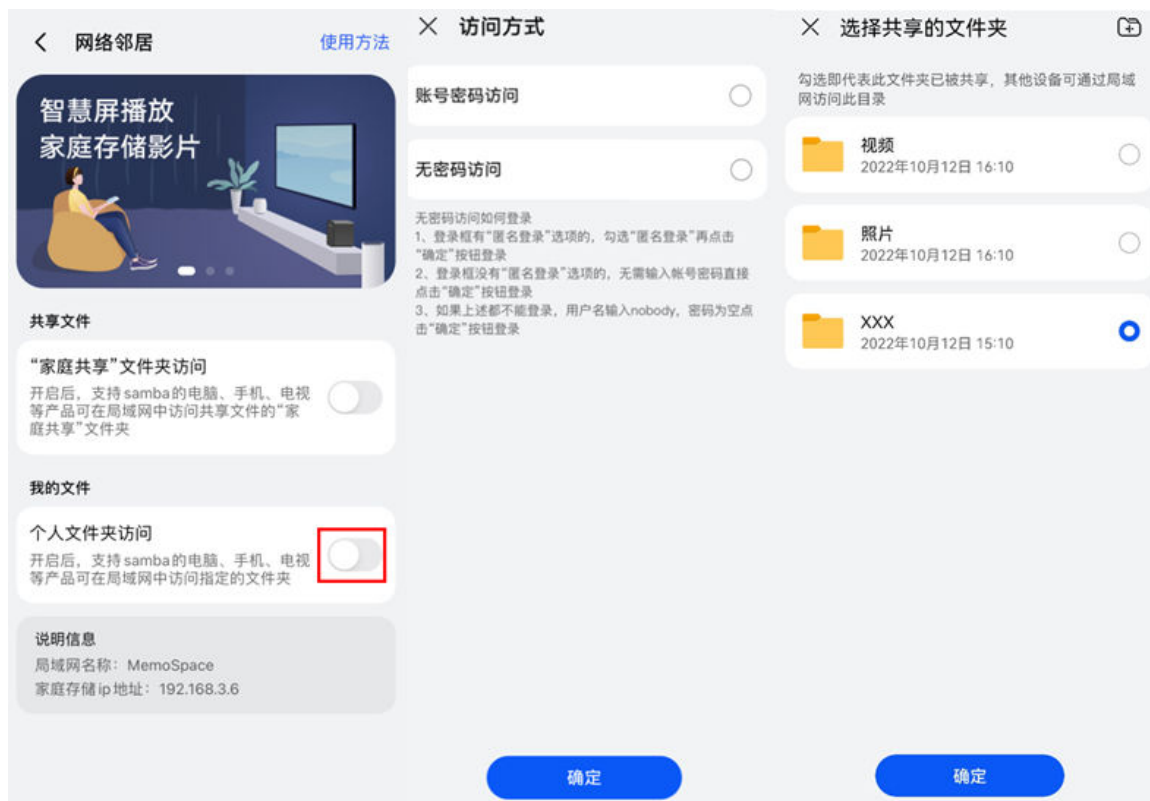 网络邻居
使用方法
智慧屏播放
家庭存储影片
共享文件
“家庭共享”文件夹访问
开启后，支持samba的电脑、手机、电视
等产品可在局域网中访问共享文件的“家
庭共享”文件夹
我的文件
个人文件夹访问
开启后，支持samba的电脑、手机、电视
等产品可在局域网中访问指定的文件夹
说明信息
局域网名称：MemoSpace
家庭存储ip地址：192.168.3.6
访问方式
账号密码访问
无密码访问
无密码访问如何登录
1、登录框有“匿名登录”选项的，勾选“匿名登录”再点击
“确定”按钮登录
2、登录框没有“匿名登录”选项的，无需输入帐号密码直接
点击“确定”按钮登录
3、如果上述都不能登录，用户名输入nobody，密码为空点
击“确定”按钮登录
确定
选择共享的文件夹
勾选即代表此文件夹已被共享，其他设备可通过局域
网访问此目录
视频
2022年10月12日 16:10
照片
2022年10月12日 16:10
XXX
2022年10月12日 15:10
确定